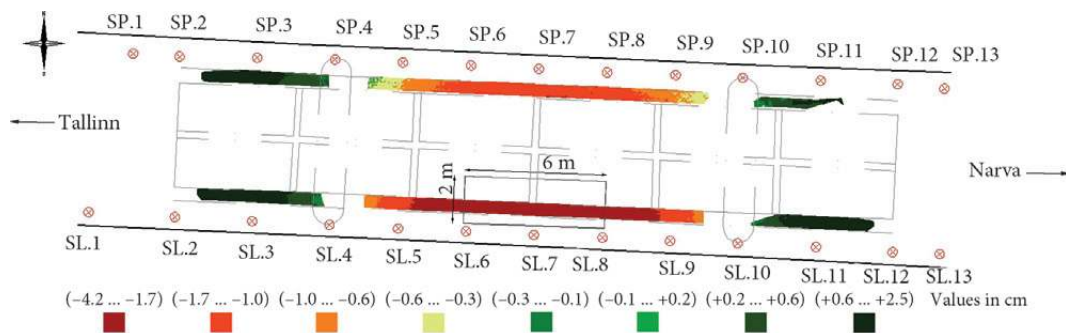 SP.1 SP.2 SP.3 SP.4 SP.5 SP.6 SP.7 SP.8 SP.9 SP.10 SP.11 SP.12 SP.13
Tallinn
6 m
2 m
Narva
SL.1 SL.2 SL.3 SL.4 SL.5 SL.6 SL.7 SL.8 SL.9 SL.10 SL.11 SL.12 SL.13
(−4.2 ... −1.7) (−1.7 ... −1.0) (−1.0 ... −0.6) (−0.6 ... −0.3) (−0.3 ... −0.1) (−0.1 ... +0.2) (+0.2 ... +0.6) (+0.6 ... +2.5) Values in cm